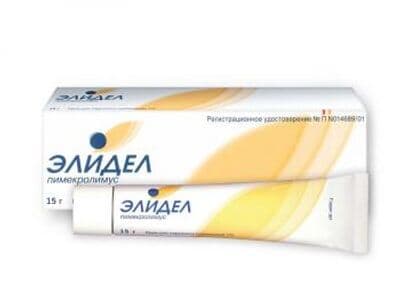 Регистрационное удостоверение № П N014689/01
ЭЛИДЕЛ
пимекролимус
15 г
ЭЛИДЕЛ
пимекролимус
15 г